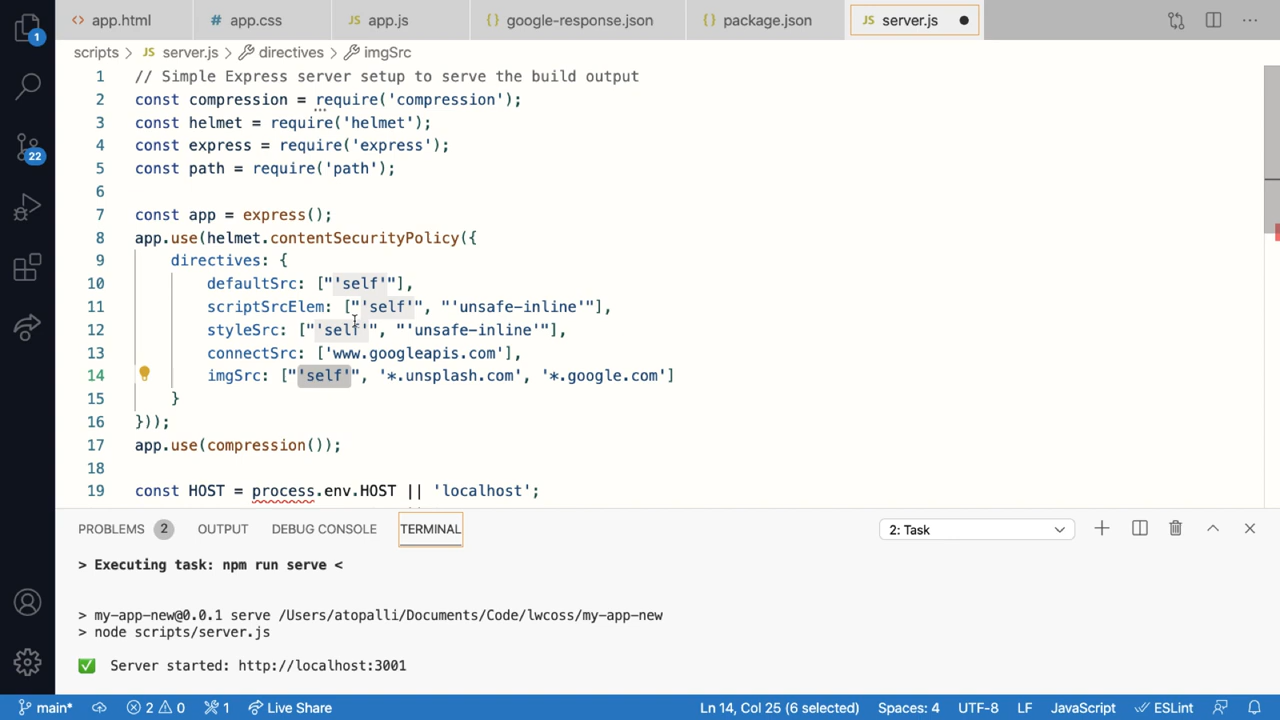 app.html
app.css
app.js
google-response.json
package.json
server.js
scripts > server.js > directives > imgSrc
1 // Simple Express server setup to serve the build output
2 const compression = require('compression');
3 const helmet = require('helmet');
4 const express = require('express');
5 const path = require('path');
6
7 const app = express();
8 app.use(helmet.contentSecurityPolicy({
9 directives: {
10 defaultSrc: ["'self'"],
11 scriptSrcElem: ["'self'", "'unsafe-inline'"],
12 styleSrc: ["'self'", "'unsafe-inline'"],
13 connectSrc: ['www.googleapis.com'],
14 imgSrc: ["'self'", '*.unsplash.com', '*.google.com']
15 }
16 }));
17 app.use(compression());
18
19 const HOST = process.env.HOST || 'localhost';
1
22
PROBLEMS 2 OUTPUT DEBUG CONSOLE TERMINAL 2: Task
> Executing task: npm run serve <
> my-app-new@0.0.1 serve /Users/atopalli/Documents/Code/lwcoss/my-app-new
> node scripts/server.js
✅ Server started: http://localhost:3001
main* 2 0 1 Live Share Ln 14, Col 25 (6 selected) Spaces: 4 UTF-8 LF JavaScript ESLint